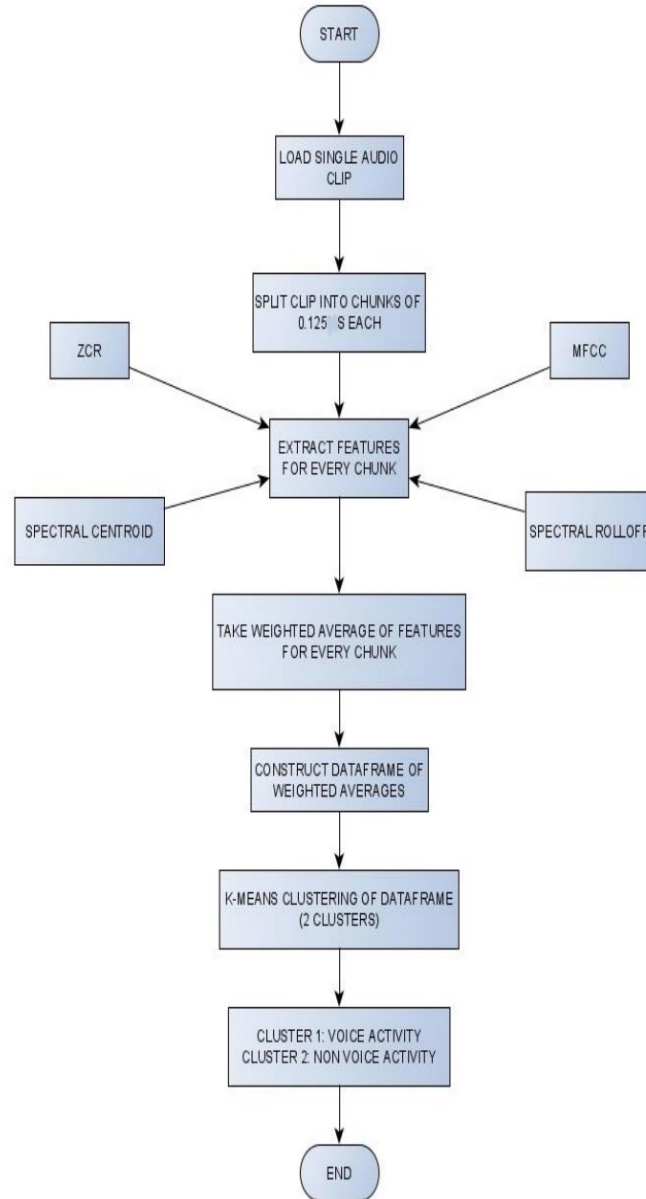 START
LOAD SINGLE AUDIO
CLIP
SPLIT CLIP INTO CHUNKS OF
0.125 S EACH
ZCR
MFCC
EXTRACT FEATURES
FOR EVERY CHUNK
SPECTRAL CENTROID
SPECTRAL ROLLOFF
TAKE WEIGHTED AVERAGE OF FEATURES
FOR EVERY CHUNK
CONSTRUCT DATAFRAME OF
WEIGHTED AVERAGES
K-MEANS CLUSTERING OF DATAFRAME
(2 CLUSTERS)
CLUSTER 1: VOICE ACTIVITY
CLUSTER 2: NON VOICE ACTIVITY
END